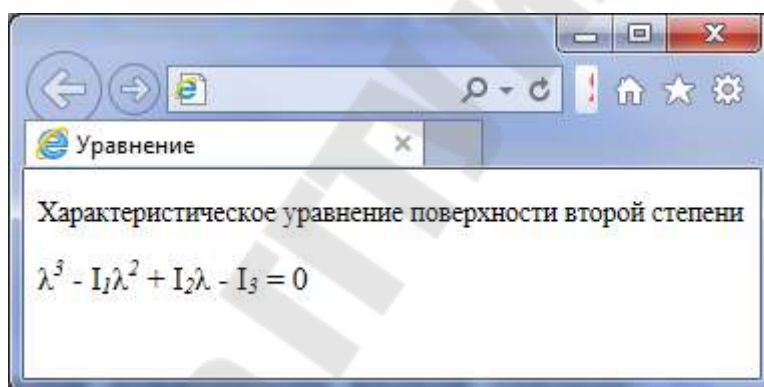 Уравнение
Характеристическое уравнение поверхности второй степени
λ³ - I₁λ² + I₂λ - I₃ = 0